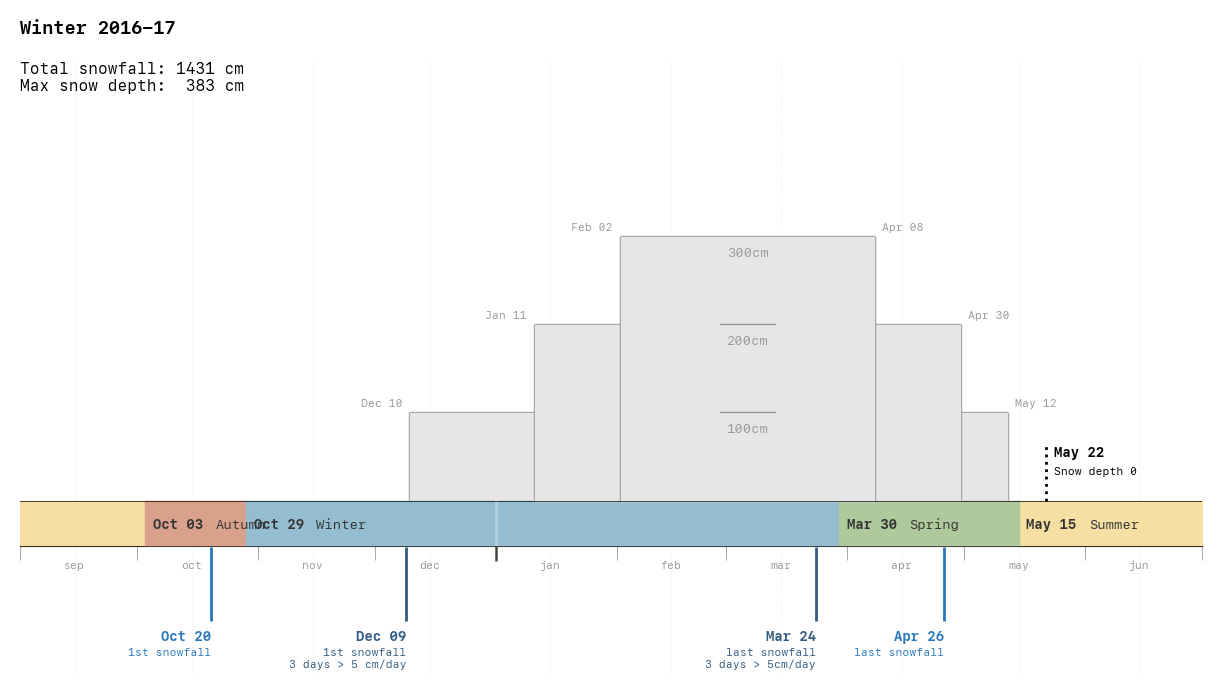 Winter 2016–17
Total snowfall: 1431 cm
Max snow depth: 383 cm
Feb 02
Apr 08
300cm
Jan 11
Apr 30
200cm
Dec 10
May 12
100cm
May 22
Snow depth 0
Oct 03 Autumn
Oct 29 Winter
Mar 30 Spring
May 15 Summer
sep oct nov dec jan feb mar apr may jun
Oct 20
1st snowfall
Dec 09
1st snowfall
3 days > 5 cm/day
Mar 24
last snowfall
3 days > 5cm/day
Apr 26
last snowfall